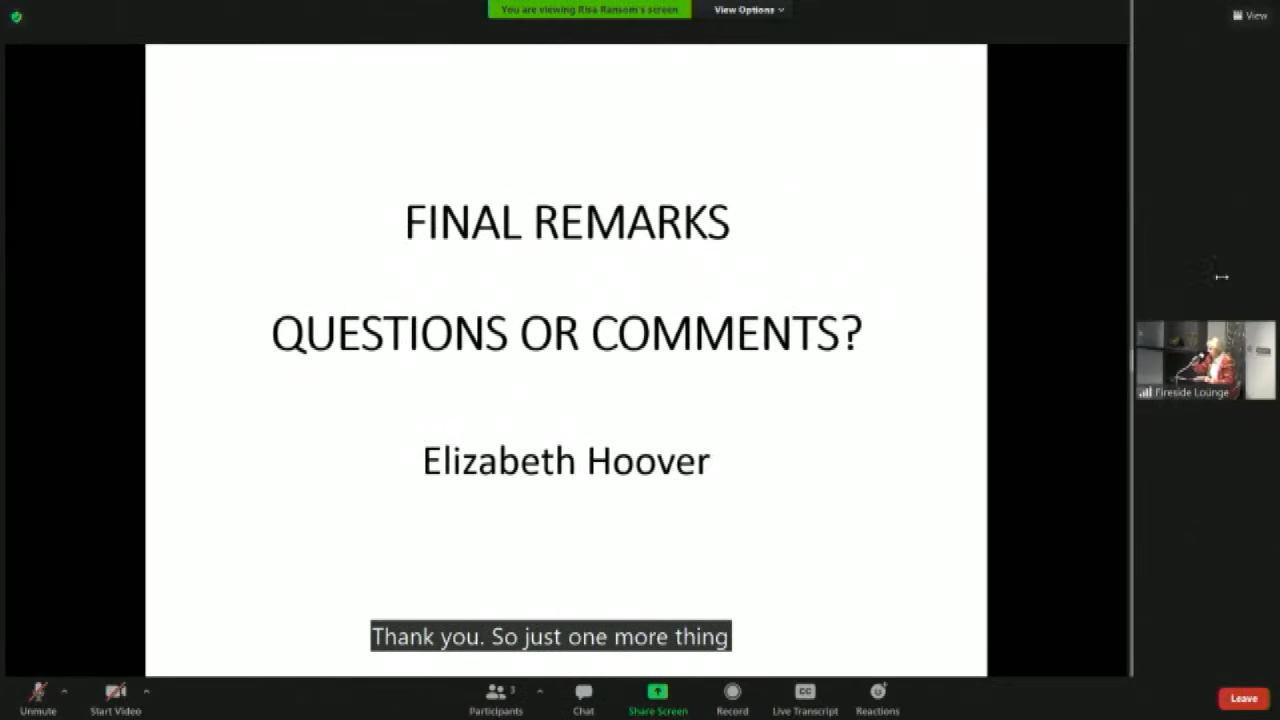 You are viewing Risa Ransom's screen
View Options
View
FINAL REMARKS
QUESTIONS OR COMMENTS?
Fireside Lounge
Elizabeth Hoover
Thank you. So just one more thing
Unmute
Start Video
Participants
3
Chat
Share Screen
Record
CC
Live Transcript
Reactions
Leave